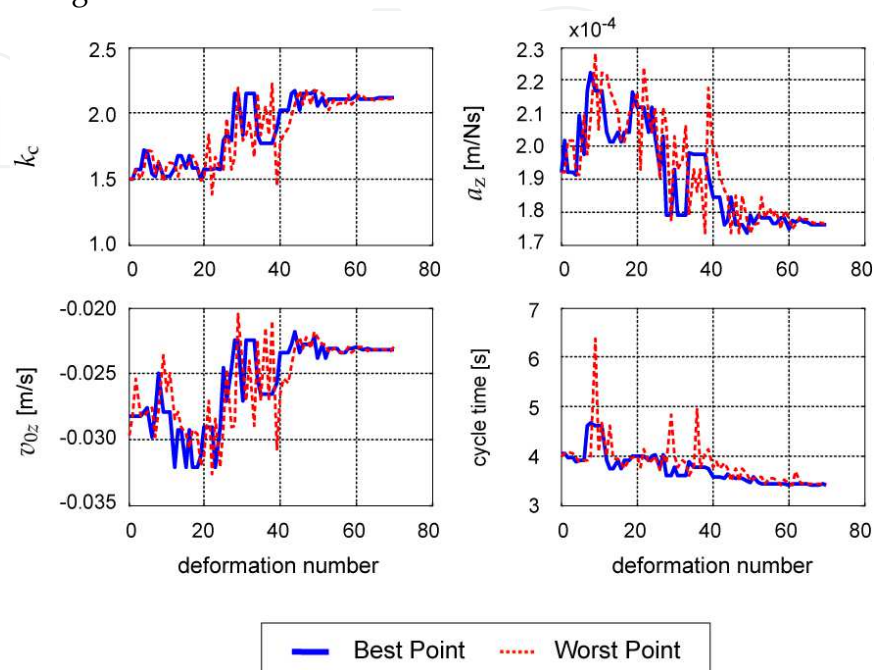 x10-4
2.5
2.0
1.5
1.0
kc
0 20 40 60 80
2.3
2.2
2.1
2.0
1.9
1.8
1.7
az [m/Ns]
0 20 40 60 80
-0.020
-0.025
-0.030
-0.035
v0z [m/s]
0 20 40 60 80
deformation number
7
6
5
4
3
cycle time [s]
0 20 40 60 80
deformation number
Best Point Worst Point